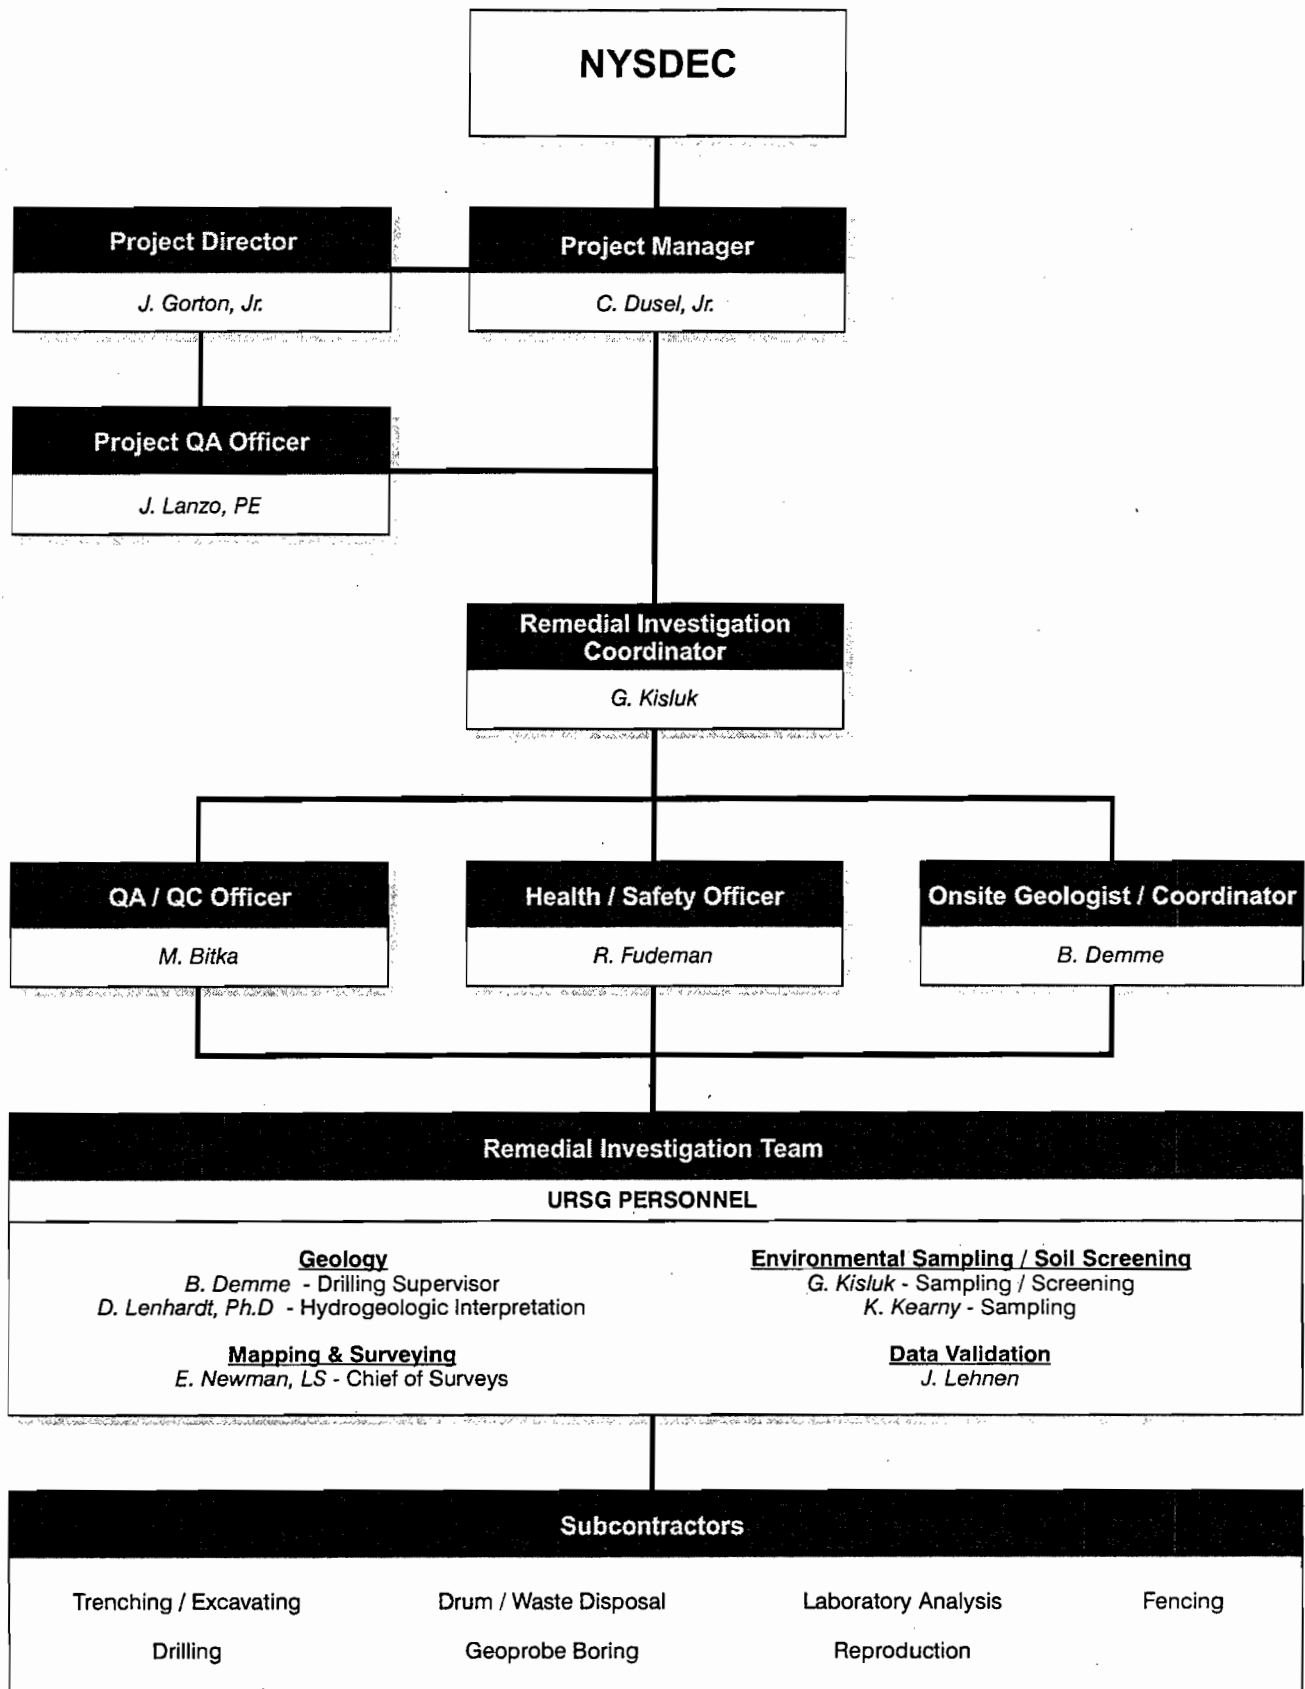 NYSDEC
Project Director
J. Gorton, Jr.
Project Manager
C. Dusel, Jr.
Project QA Officer
J. Lanzo, PE
Remedial Investigation
Coordinator
G. Kisluk
QA / QC Officer
M. Bitka
Health / Safety Officer
R. Fudeman
Onsite Geologist / Coordinator
B. Demme
Remedial Investigation Team
URSG PERSONNEL
Geology
B. Demme - Drilling Supervisor
D. Lenhardt, Ph.D - Hydrogeologic Interpretation
Mapping & Surveying
E. Newman, LS - Chief of Surveys
Environmental Sampling / Soil Screening
G. Kisluk - Sampling / Screening
K. Kearny - Sampling
Data Validation
J. Lehnen
Subcontractors
Trenching / Excavating Drum / Waste Disposal Laboratory Analysis Fencing
Drilling Geoprobe Boring Reproduction